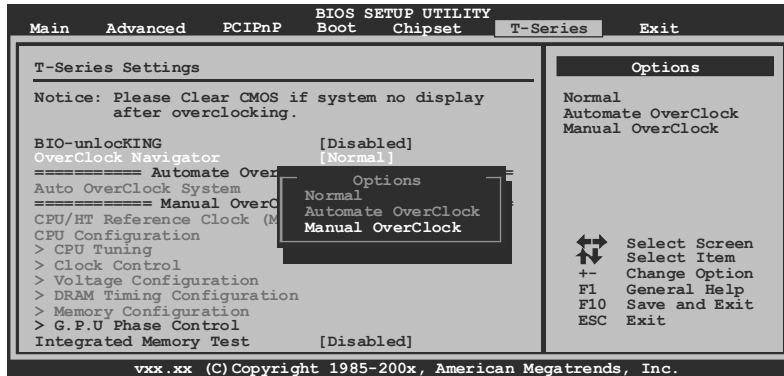 BIOS SETUP UTILITY
Main Advanced PCIPnP Boot Chipset T-Series Exit
T-Series Settings
Notice: Please Clear CMOS if system no display
after overclocking.
BIO-unlocKING [Disabled]
OverClock Navigator [Normal]
=========== Automate Over =
Auto OverClock System
============ Manual OverC =
CPU/HT Reference Clock (M
CPU Configuration
> CPU Tuning
> Clock Control
> Voltage Configuration
> DRAM Timing Configuration
> Memory Configuration
> G.P.U Phase Control
Integrated Memory Test [Disabled]
Options
Normal
Automate OverClock
Manual OverClock
Options
Normal
Automate OverClock
Manual OverClock
Select Screen
Select Item
+- Change Option
F1 General Help
F10 Save and Exit
ESC Exit
vxx.xx (C)Copyright 1985-200x, American Megatrends, Inc.